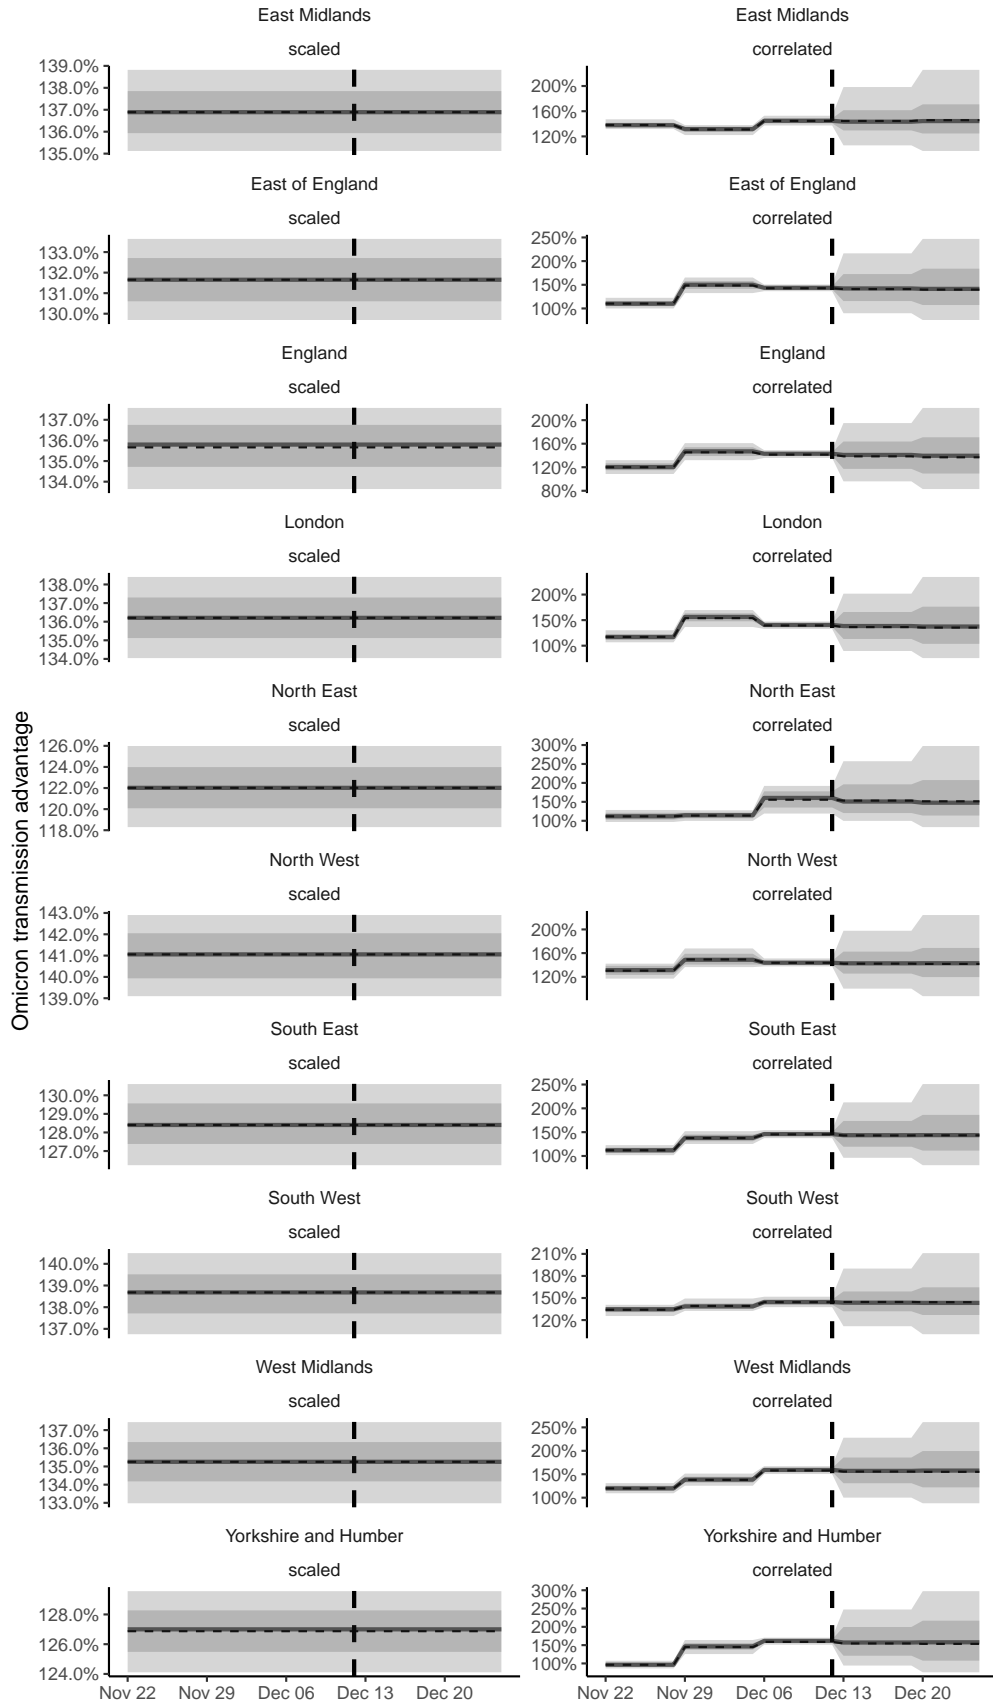 East Midlands
East Midlands
scaled
correlated
139.0%
138.0%
137.0%
136.0%
135.0%
200%
160%
120%
East of England
East of England
scaled
correlated
133.0%
132.0%
131.0%
130.0%
250%
200%
150%
100%
England
England
scaled
correlated
137.0%
136.0%
135.0%
134.0%
200%
160%
120%
80%
London
London
scaled
correlated
138.0%
137.0%
136.0%
135.0%
134.0%
200%
150%
100%
North East
North East
scaled
correlated
126.0%
124.0%
122.0%
120.0%
118.0%
300%
250%
200%
150%
100%
Omicron transmission advantage
North West
North West
scaled
correlated
143.0%
142.0%
141.0%
140.0%
139.0%
200%
160%
120%
South East
South East
scaled
correlated
130.0%
129.0%
128.0%
127.0%
250%
200%
150%
100%
South West
South West
scaled
correlated
140.0%
139.0%
138.0%
137.0%
210%
180%
150%
120%
West Midlands
West Midlands
scaled
correlated
137.0%
136.0%
135.0%
134.0%
133.0%
250%
200%
150%
100%
Yorkshire and Humber
Yorkshire and Humber
scaled
correlated
128.0%
126.0%
124.0%
300%
250%
200%
150%
100%
Nov 22 Nov 29 Dec 06 Dec 13 Dec 20
Nov 22 Nov 29 Dec 06 Dec 13 Dec 20